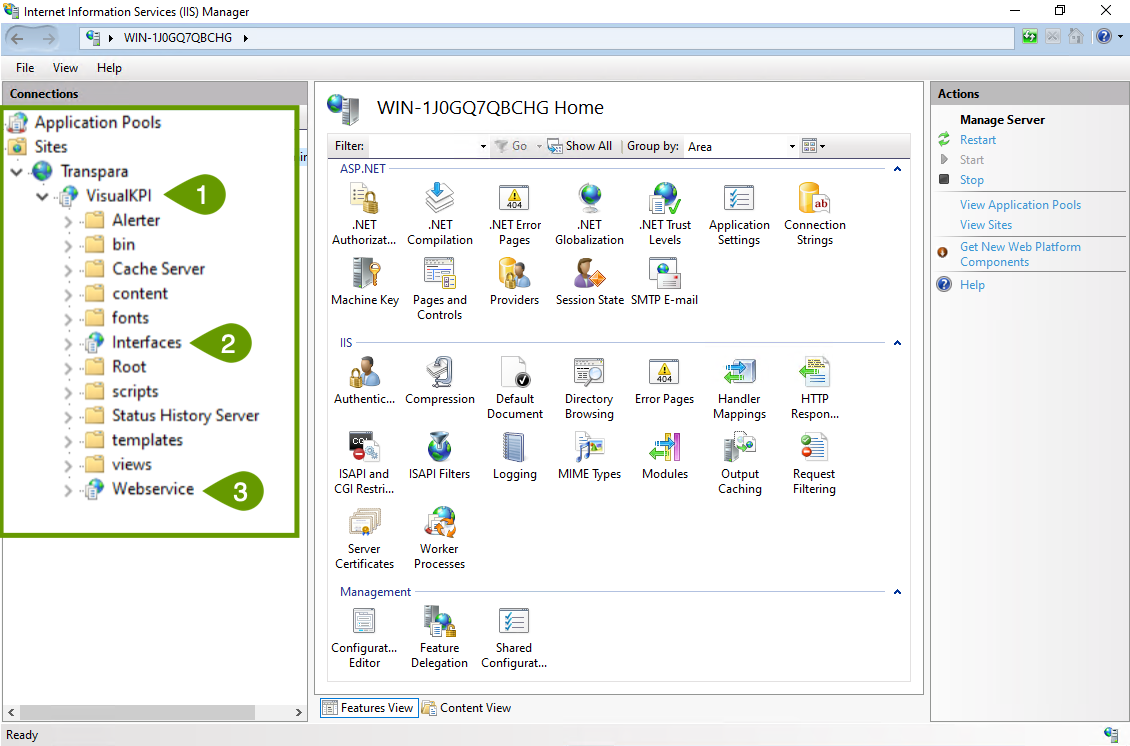 Internet Information Services (IIS) Manager
WIN-1J0GQ7QBCHG
File View Help
Connections
Application Pools
Sites
Transpara
VisualKPI 1
Alerter
bin
Cache Server
content
fonts
Interfaces 2
Root
scripts
Status History Server
templates
views
Webservice 3
WIN-1J0GQ7QBCHG Home
Filter: Go Show All Group by: Area
ASP.NET
.NET Authorizat...
.NET Compilation
.NET Error Pages
.NET Globalization
.NET Trust Levels
Application Settings
Connection Strings
Machine Key
Pages and Controls
Providers
Session State
SMTP E-mail
IIS
Authentic...
Compression
Default Document
Directory Browsing
Error Pages
Handler Mappings
HTTP Respon...
ISAPI and CGI Restri...
ISAPI Filters
Logging
MIME Types
Modules
Output Caching
Request Filtering
Server Certificates
Worker Processes
Management
Configurat... Editor
Feature Delegation
Shared Configurat...
Features View Content View
Actions
Manage Server
Restart
Start
Stop
View Application Pools
View Sites
Get New Web Platform
Components
Help
Ready